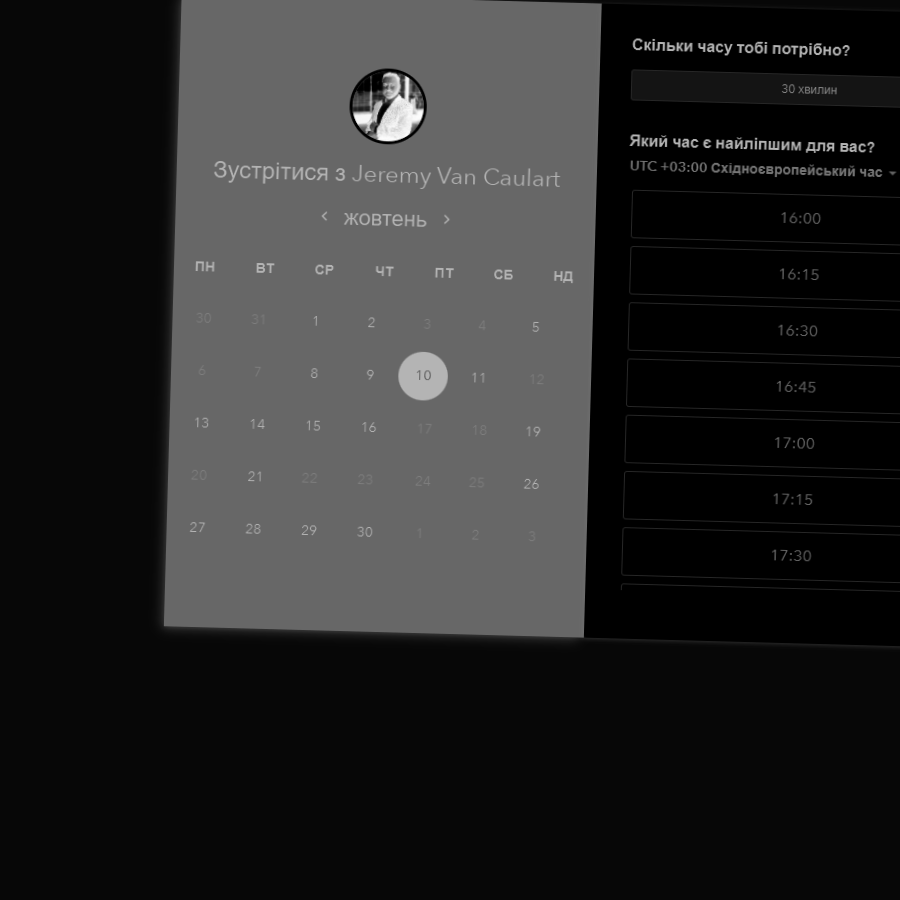 Зустрітися з Jeremy Van Caulart
жовтень
ПН ВТ СР ЧТ ПТ СБ НД
30 31 1 2 3 4 5
6 7 8 9 10 11 12
13 14 15 16 17 18 19
20 21 22 23 24 25 26
27 28 29 30 1 2 3
Скільки часу тобі потрібно?
30 хвилин
Який час є найліпшим для вас?
UTC +03:00 Східноєвропейський час
16:00
16:15
16:30
16:45
17:00
17:15
17:30